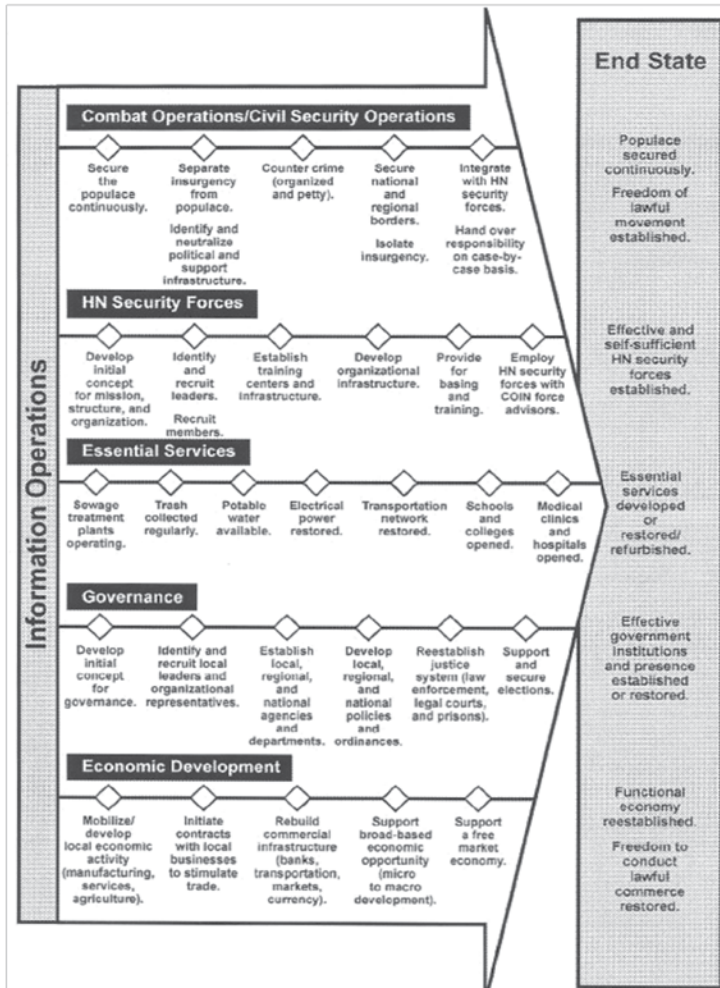 Information Operations
Combat Operations/Civil Security Operations
Secure
the
populace
continuously.
Separate
insurgency
from
populace.
Identify and
neutralize
political and
support
infrastructure.
Counter crime
(organized
and petty).
Secure
national
and
regional
borders.
Isolate
insurgency.
Integrate
with HN
security
forces.
Hand over
responsibility
on case-by-
case basis.
HN Security Forces
Develop
initial
concept
for mission,
structure, and
organization.
Identify
and
recruit
leaders.
Recruit
members.
Establish
training
centers and
infrastructure.
Develop
organizational
infrastructure.
Provide
for
basing
and
training.
Employ
HN security
forces with
COIN force
advisors.
Essential Services
Sewage
treatment
plants
operating.
Trash
collected
regularly.
Potable
water
available.
Electrical
power
restored.
Transportation
network
restored.
Schools
and
colleges
opened.
Medical
clinics
and
hospitals
opened.
Governance
Develop
initial
concept
for
governance.
Identify and
recruit local
leaders and
organizational
representatives.
Establish
local,
regional,
and
national
agencies
and
departments.
Develop
local,
regional,
and
national
policies
and
ordinances.
Reestablish
justice
system (law
enforcement,
legal courts,
and prisons).
Support
and
secure
elections.
Economic Development
Mobilize/
develop
local economic
activity
(manufacturing,
services,
agriculture).
Initiate
contracts
with local
businesses
to stimulate
trade.
Rebuild
commercial
infrastructure
(banks,
transportation,
markets,
currency).
Support
broad-based
economic
opportunity
(micro
to macro
development).
Support
a free
market
economy.
End State
Populace
secured
continuously.
Freedom of
lawful
movement
established.
Effective and
self-sufficient
HN security
forces
established.
Essential
services
developed
or
restored/
refurbished.
Effective
government
institutions
and presence
established
or restored.
Functional
economy
reestablished.
Freedom to
conduct
lawful
commerce
restored.